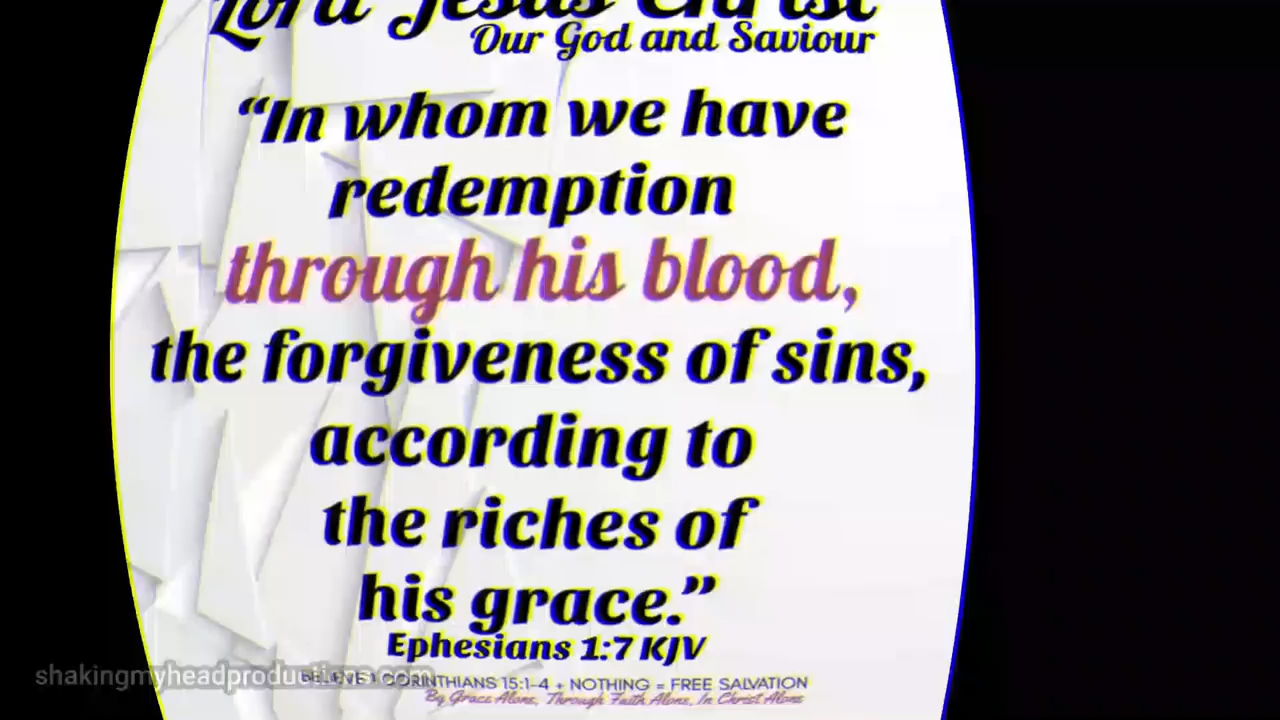 Lord Jesus Christ
Our God and Saviour
“In whom we have
redemption
through his blood,
the forgiveness of sins,
according to
the riches of
his grace.”
Ephesians 1:7 KJV
BELIEVE 1 CORINTHIANS 15:1-4 + NOTHING = FREE SALVATION
By Grace Alone, Through Faith Alone, In Christ Alone
shakingmyheadproductions.com